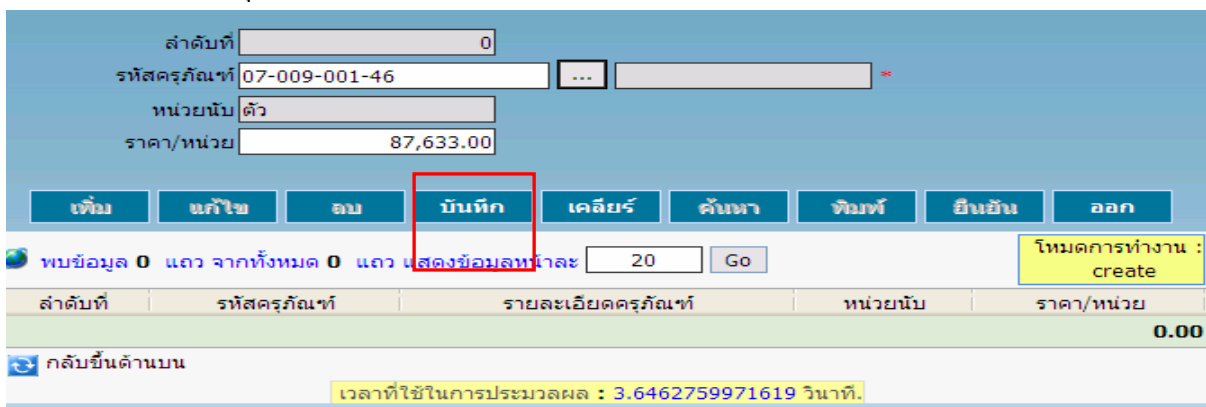 ลำดับที่ 0
รหัสครุภัณฑ์ 07-009-001-46 ... *
หน่วยนับ ตัว
ราคา/หน่วย 87,633.00
เพิ่ม แก้ไข ลบ บันทึก เคลียร์ ค้นหา พิมพ์ ยืนยัน ออก
พบข้อมูล 0 แถว จากทั้งหมด 0 แถว แสดงข้อมูลหน้าละ 20 Go
โหมดการทำงาน :
create
ลำดับที่ รหัสครุภัณฑ์ รายละเอียดครุภัณฑ์ หน่วยนับ ราคา/หน่วย
0.00
กลับขึ้นด้านบน
เวลาที่ใช้ในการประมวลผล : 3.6462759971619 วินาที.